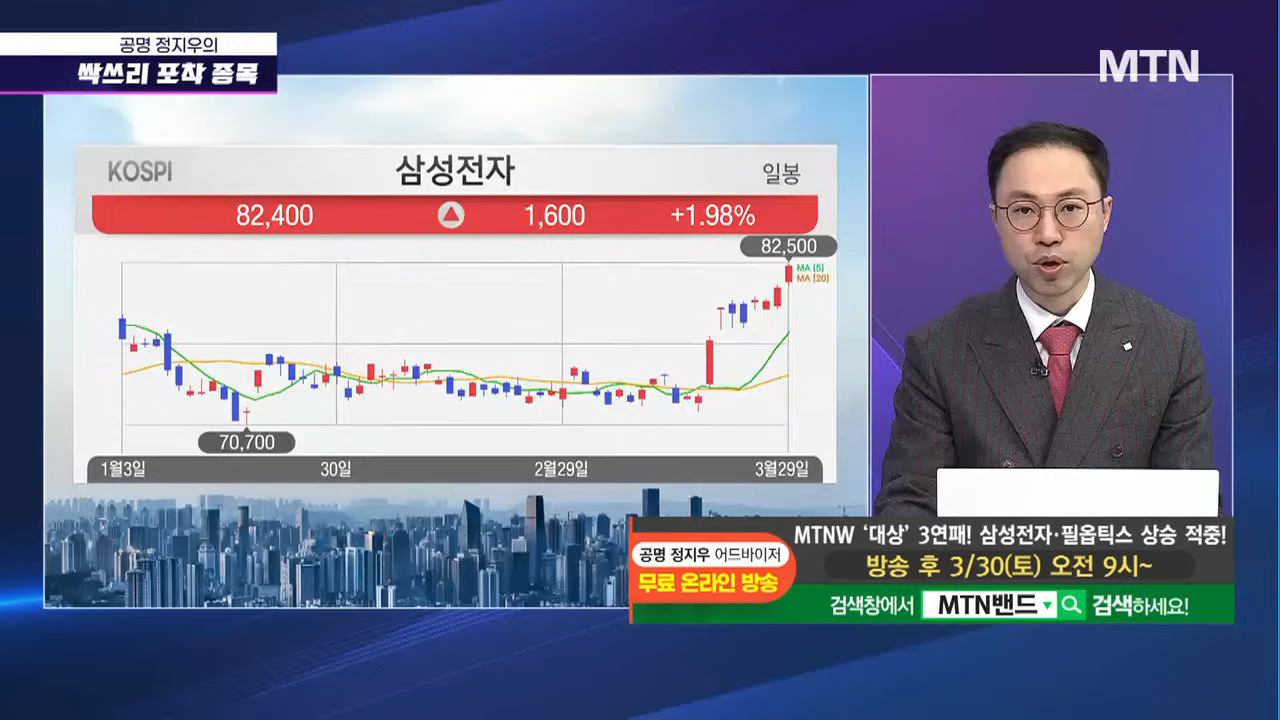 공명 정지우의
싹쓰리 포착 종목
MTN
KOSPI 삼성전자 일봉
82,400 1,600 +1.98%
82,500
MA [5]
MA [20]
70,700
1월3일 30일 2월29일 3월29일
MTNW ‘대상’ 3연패! 삼성전자·필옵틱스 상승 적중!
공명 정지우 어드바이저
무료 온라인 방송
방송 후 3/30(토) 오전 9시~
검색창에서 MTN밴드 검색하세요!